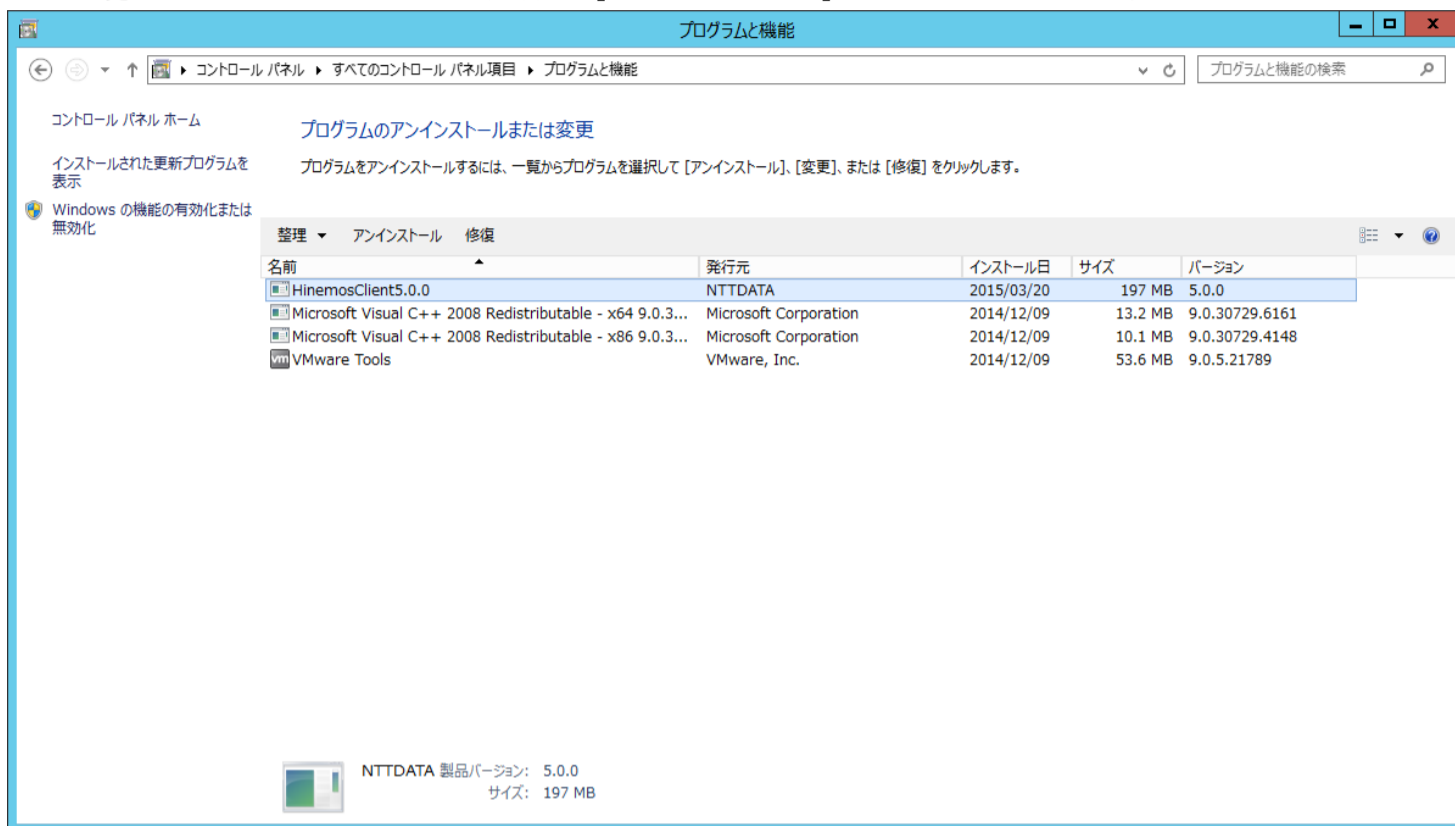 プログラムと機能
コントロール パネル ▸ すべてのコントロール パネル項目 ▸ プログラムと機能
プログラムと機能の検索
コントロール パネル ホーム
インストールされた更新プログラムを
表示
Windows の機能の有効化または
無効化
プログラムのアンインストールまたは変更
プログラムをアンインストールするには、一覧からプログラムを選択して [アンインストール]、[変更]、または [修復] をクリックします。
整理 ▼ アンインストール 修復
名前 発行元 インストール日 サイズ バージョン
HinemosClient5.0.0 NTTDATA 2015/03/20 197 MB 5.0.0
Microsoft Visual C++ 2008 Redistributable - x64 9.0.3... Microsoft Corporation 2014/12/09 13.2 MB 9.0.30729.6161
Microsoft Visual C++ 2008 Redistributable - x86 9.0.3... Microsoft Corporation 2014/12/09 10.1 MB 9.0.30729.4148
vm VMware Tools VMware, Inc. 2014/12/09 53.6 MB 9.0.5.21789
NTTDATA 製品バージョン: 5.0.0
サイズ: 197 MB